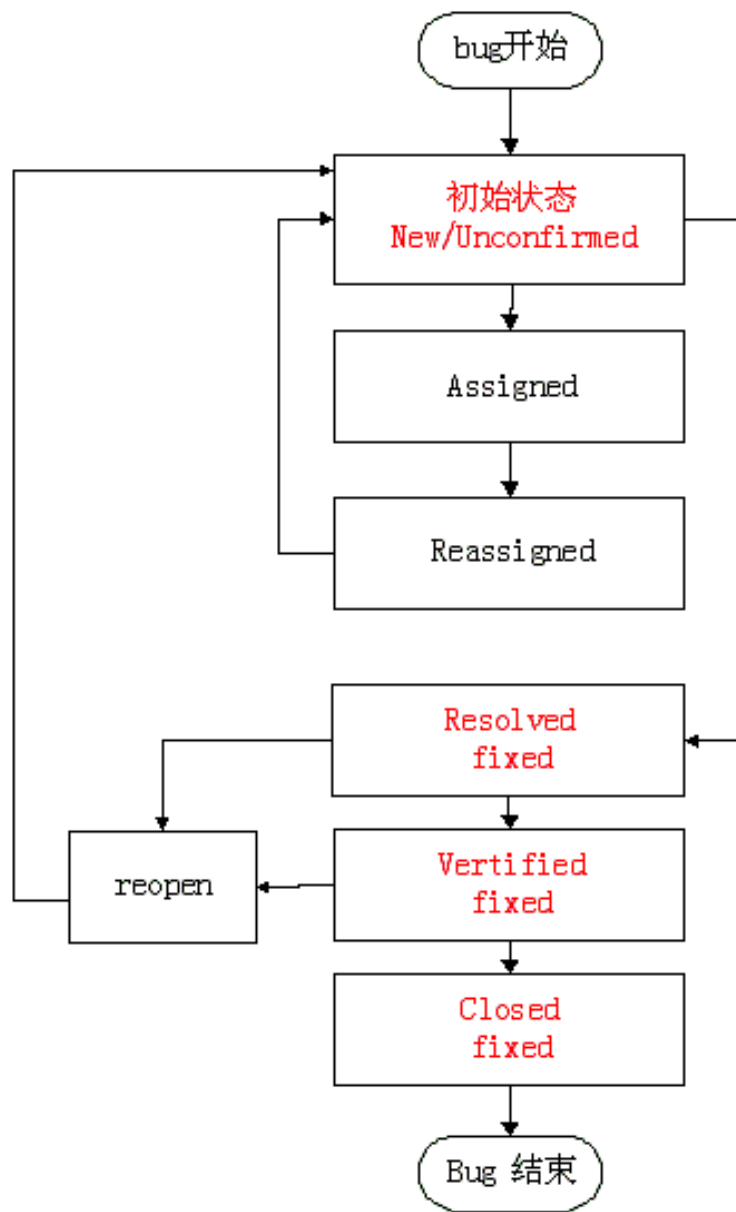 bug开始
初始状态
New/Unconfirmed
Assigned
Reassigned
Resolved
fixed
Vertified
fixed
reopen
Closed
fixed
Bug 结束